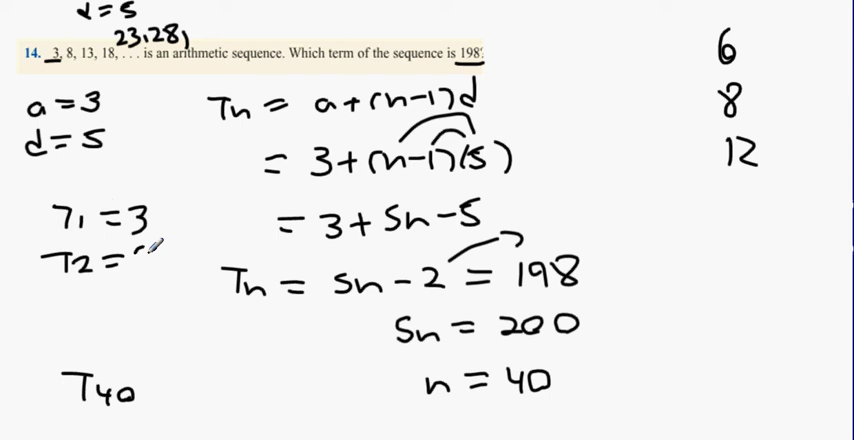 d = 5
23, 28,
14. 3, 8, 13, 18, . . . is an arithmetic sequence. Which term of the sequence is 198?
a = 3
d = 5
Tn = a + (n - 1)d
= 3 + (n - 1)(5)
= 3 + 5n - 5
Tn = 5n - 2 = 198
5n = 200
n = 40
T1 = 3
T2 =
T40
6
8
12